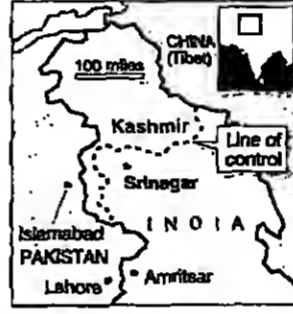 CHINA
(Tibet)
100 miles
Kashmir
Line of
control
Srinagar
INDIA
Islamabad
PAKISTAN
Lahore
Amritsar